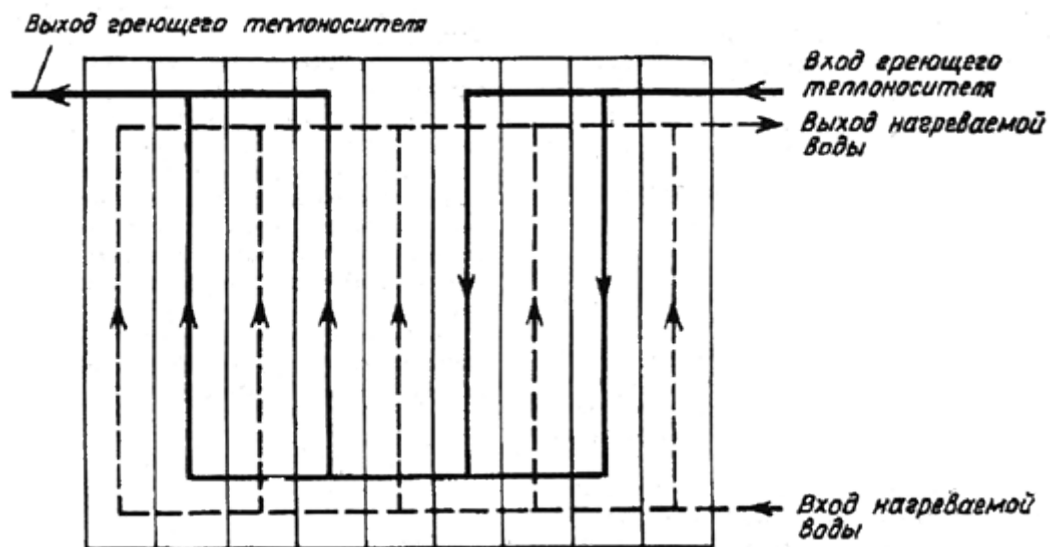 Выход греющего теплоносителя
Вход греющего
теплоносителя
Выход нагреваемой
воды
Вход нагреваемой
воды